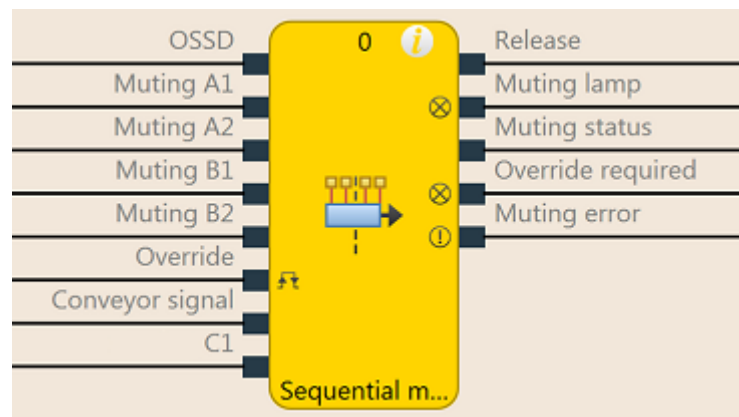 OSSD
Muting A1
Muting A2
Muting B1
Muting B2
Override
Conveyor signal
C1
0
i
Sequential m...
Release
Muting lamp
Muting status
Override required
Muting error